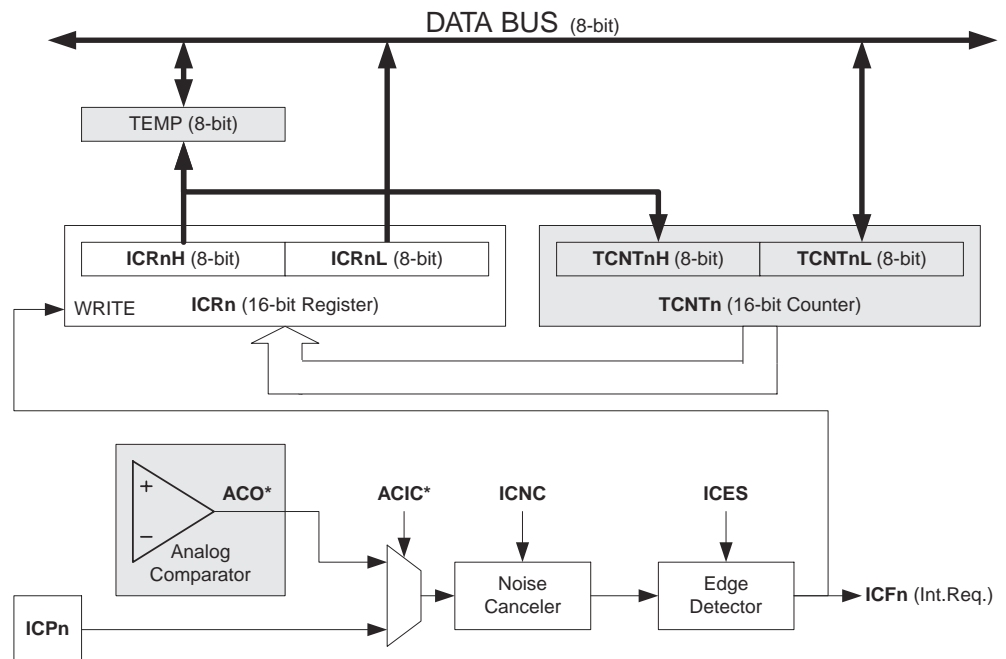 DATA BUS (8-bit)
TEMP (8-bit)
ICRnH (8-bit)
ICRnL (8-bit)
TCNTnH (8-bit)
TCNTnL (8-bit)
WRITE
ICRn (16-bit Register)
TCNTn (16-bit Counter)
+
−
ACO*
Analog
Comparator
ACIC*
ICNC
ICES
Noise
Canceler
Edge
Detector
ICFn (Int.Req.)
ICPn